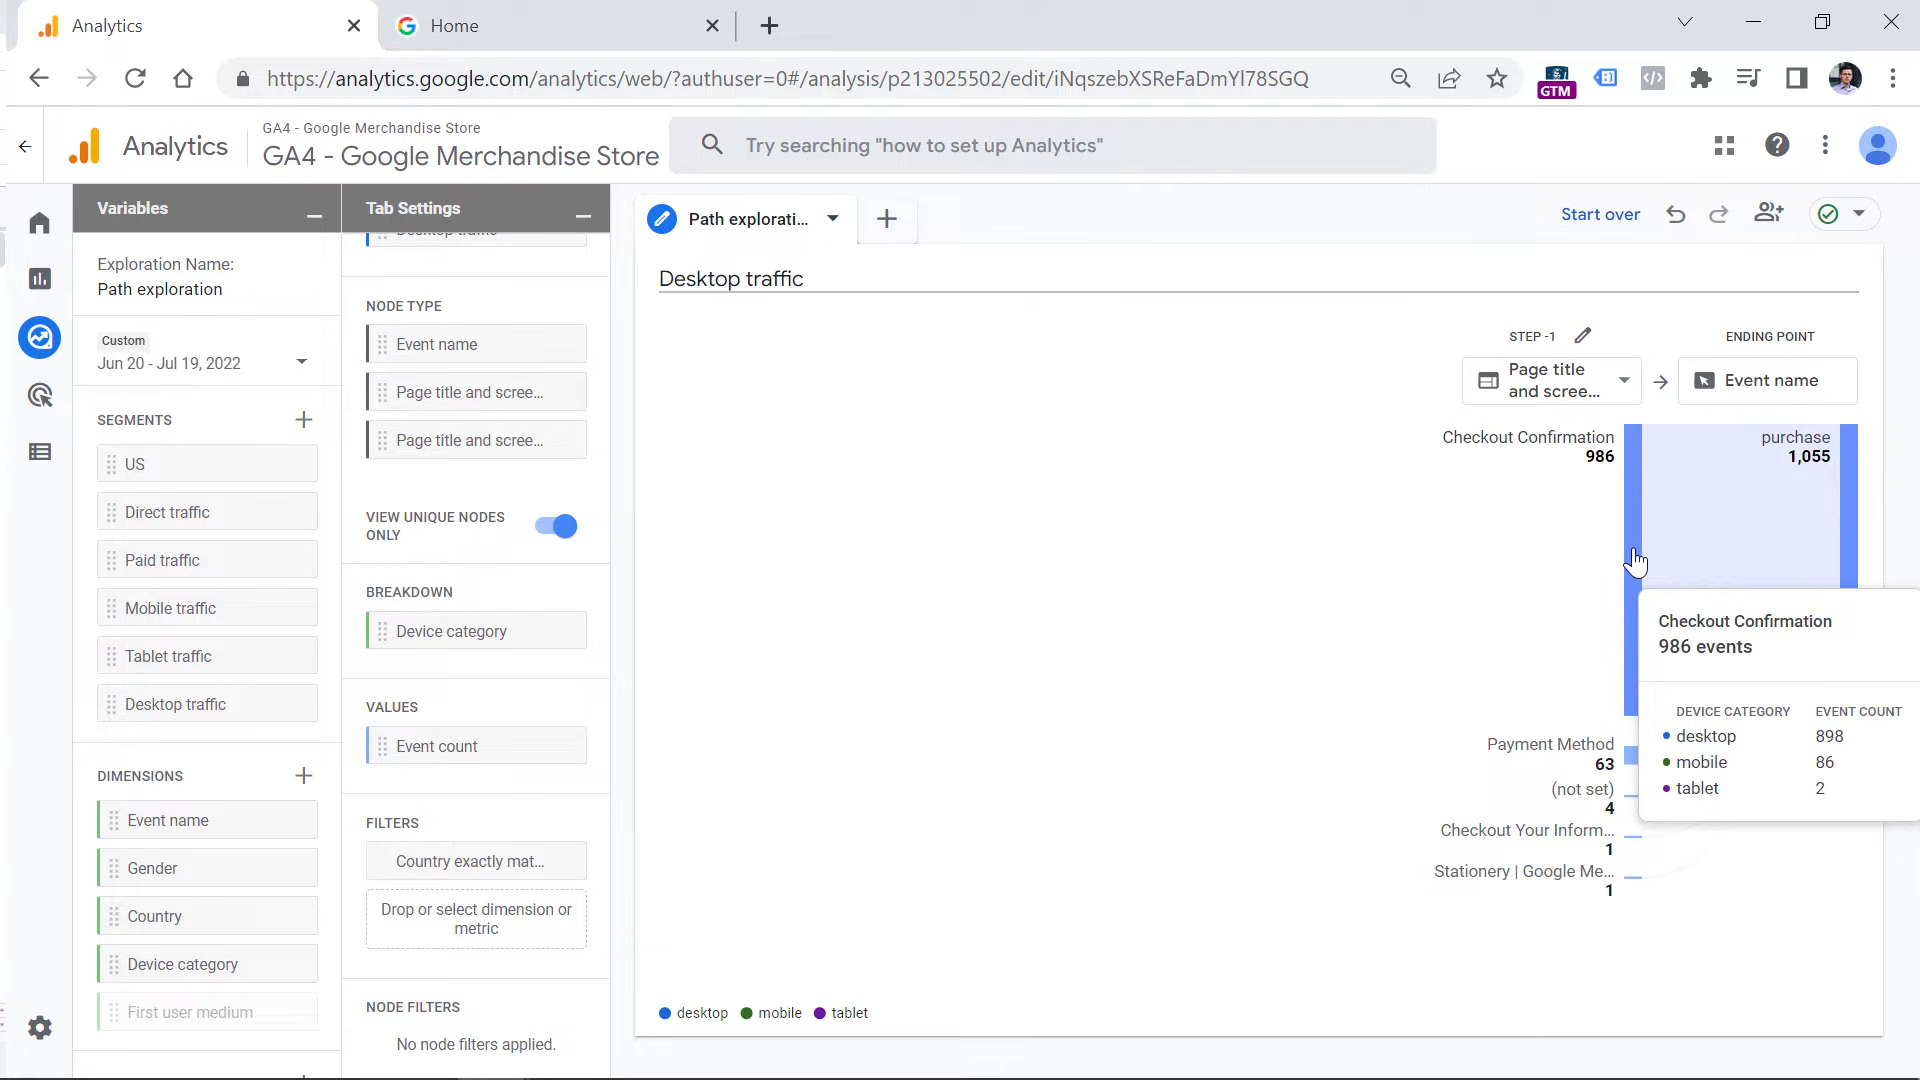 Analytics
Home
https://analytics.google.com/analytics/web/?authuser=0#/analysis/p213025502/edit/iNqszebXSReFaDmYl78SGQ
GTM
Analytics
GA4 - Google Merchandise Store
GA4 - Google Merchandise Store
Try searching "how to set up Analytics"
Variables
Exploration Name:
Path exploration
Custom
Jun 20 - Jul 19, 2022
SEGMENTS
US
Direct traffic
Paid traffic
Mobile traffic
Tablet traffic
Desktop traffic
DIMENSIONS
Event name
Gender
Country
Device category
First user medium
Tab Settings
Desktop traffic
NODE TYPE
Event name
Page title and scree...
Page title and scree...
VIEW UNIQUE NODES
ONLY
BREAKDOWN
Device category
VALUES
Event count
FILTERS
Country exactly mat...
Drop or select dimension or
metric
NODE FILTERS
No node filters applied.
Path explorati...
Start over
Desktop traffic
STEP -1
ENDING POINT
Page title
and scree...
Event name
Checkout Confirmation
986
purchase
1,055
Checkout Confirmation
986 events
DEVICE CATEGORY EVENT COUNT
desktop 898
mobile 86
tablet 2
Payment Method
63
(not set)
4
Checkout Your Inform...
1
Stationery | Google Me...
1
desktop mobile tablet